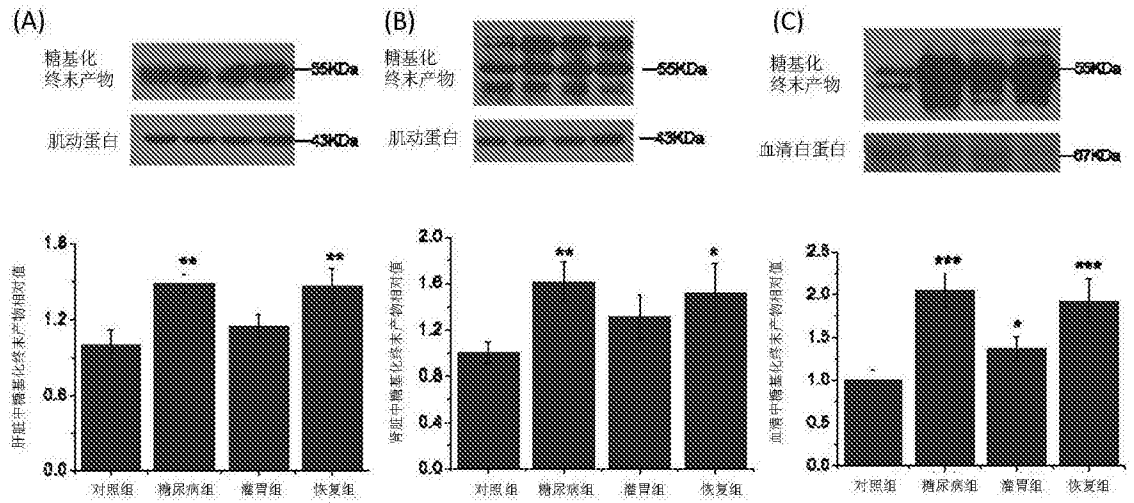 (A)
糖基化
终末产物
55KDa
肌动蛋白
43KDa
(B)
糖基化
终末产物
55KDa
肌动蛋白
43KDa
(C)
糖基化
终末产物
55KDa
血清白蛋白
67KDa
肝脏中糖基化终末产物相对值
1.8
1.2
0.6
0.0
**
**
对照组
糖尿病组
灌胃组
恢复组
肾脏中糖基化终末产物相对值
2.0
1.6
1.2
0.8
0.4
0.0
**
*
对照组
糖尿病组
灌胃组
恢复组
血清中糖基化终末产物相对值
2.5
2.0
1.5
1.0
0.5
0.0
***
*
***
对照组
糖尿病组
灌胃组
恢复组